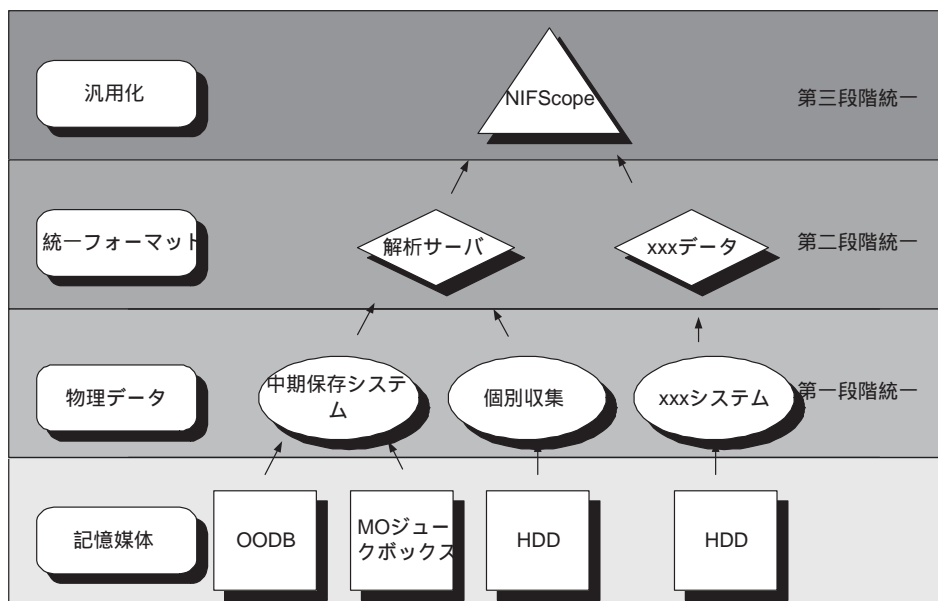 汎用化
NIFScope
第三段階統一
統一フォーマット
解析サーバ
xxxデータ
第二段階統一
物理データ
中期保存システ
ム
個別収集
xxxシステム
第一段階統一
記憶媒体
OODB
MOジュー
クボックス
HDD
HDD